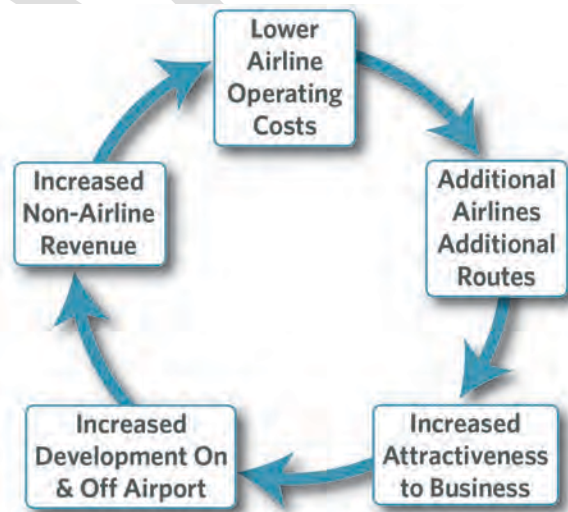 Lower
Airline
Operating
Costs
Additional
Airlines
Additional
Routes
Increased
Attractiveness
to Business
Increased
Development On
& Off Airport
Increased
Non-Airline
Revenue